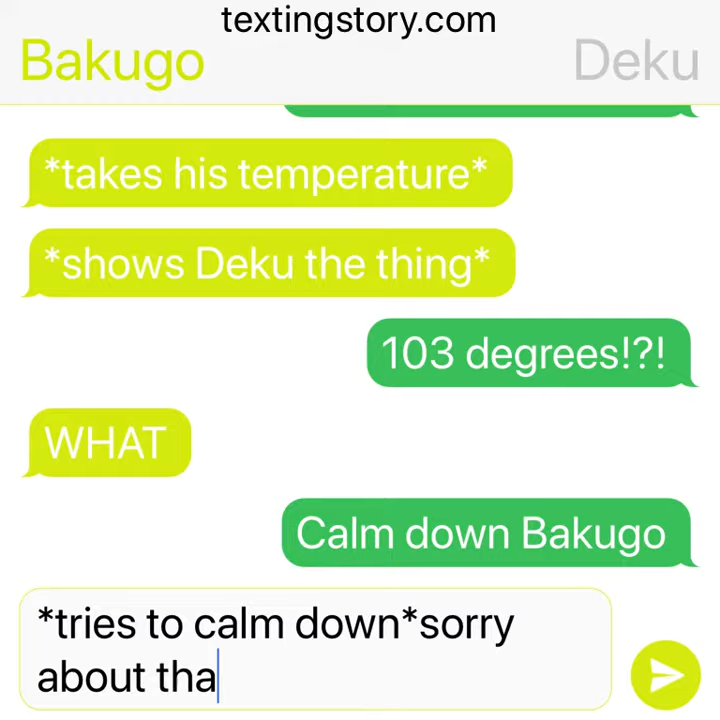 textingstory.com
Bakugo
Deku
*takes his temperature*
*shows Deku the thing*
103 degrees!?!
WHAT
Calm down Bakugo
*tries to calm down*sorry
about tha